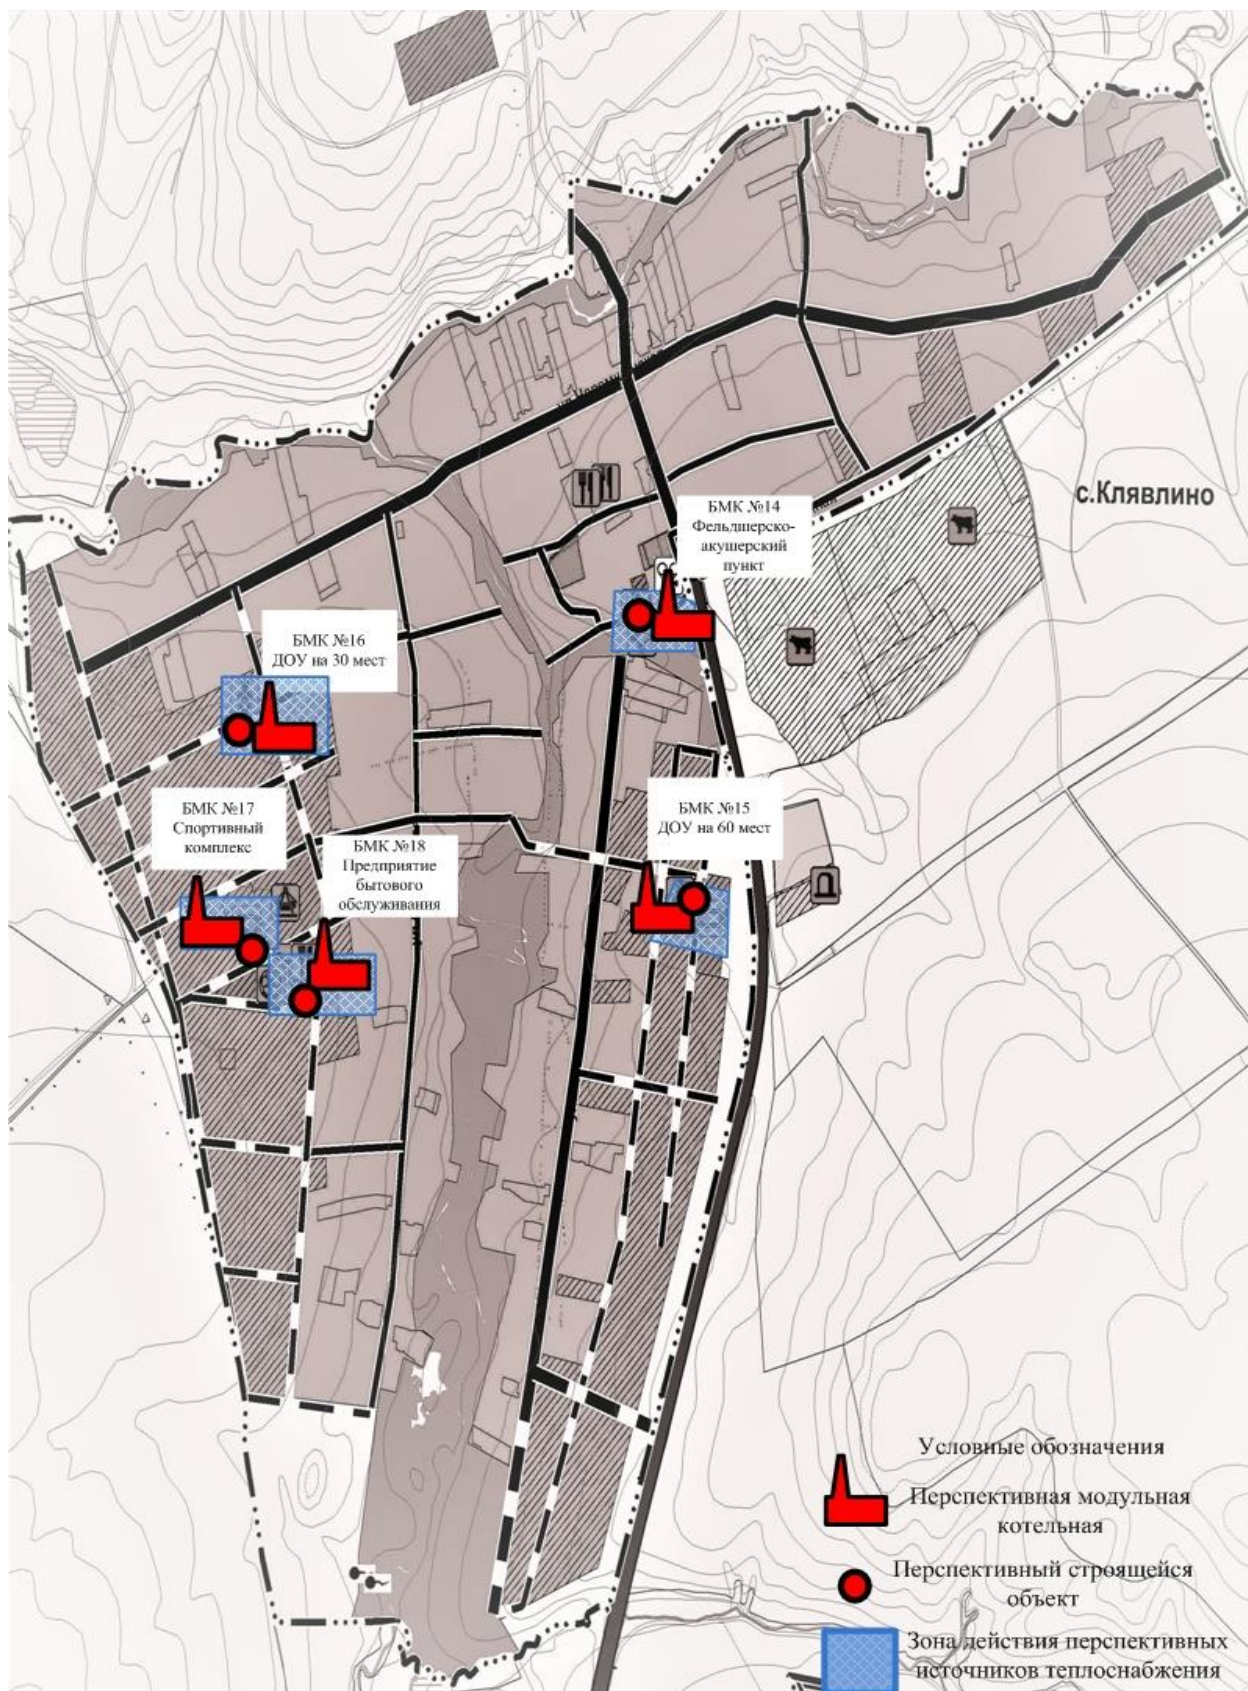 с.Клявлино
БМК №14
Фельдшерско-
акушерский
пункт
БМК №16
ДОУ на 30 мест
БМК №17
Спортивный
комплекс
БМК №18
Предприятие
бытового
обслуживания
БМК №15
ДОУ на 60 мест
Условные обозначения
Перспективная модульная
котельная
Перспективный строящейся
объект
Зона действия перспективных
источников теплоснабжения